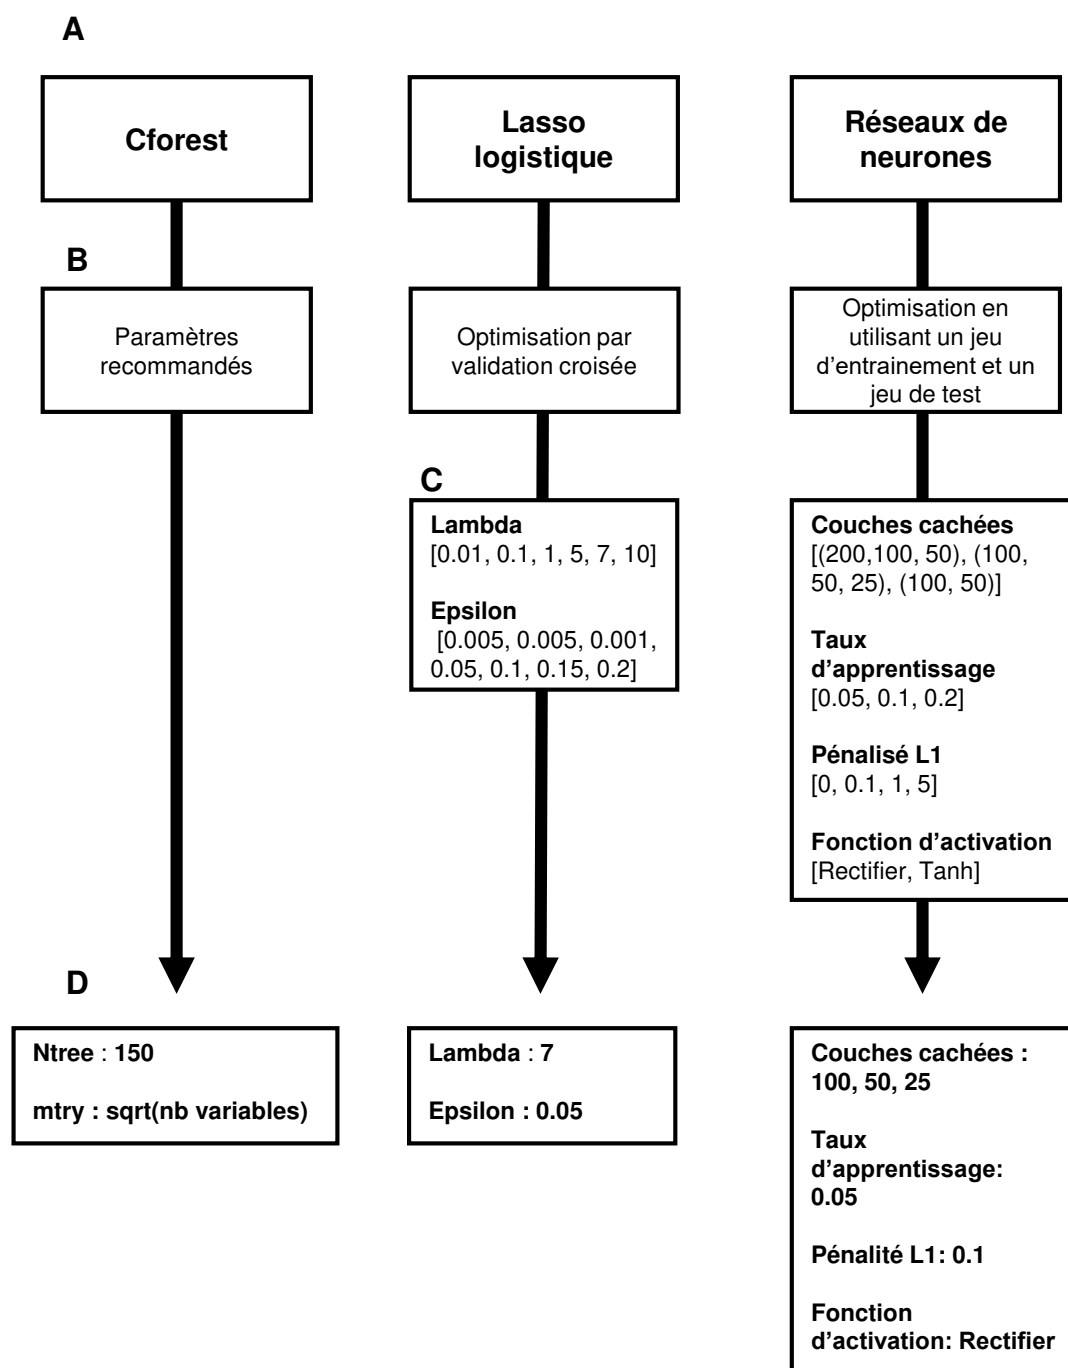 A
Cforest
Lasso
logistique
Réseaux de
neurones
B
Paramètres
recommandés
Optimisation par
validation croisée
Optimisation en
utilisant un jeu
d’entrainement et un
jeu de test
C
Lambda
[0.01, 0.1, 1, 5, 7, 10]
Epsilon
[0.005, 0.005, 0.001,
0.05, 0.1, 0.15, 0.2]
Couches cachées
[(200,100, 50), (100,
50, 25), (100, 50)]
Taux
d’apprentissage
[0.05, 0.1, 0.2]
Pénalisé L1
[0, 0.1, 1, 5]
Fonction d’activation
[Rectifier, Tanh]
D
Ntree : 150
mtry : sqrt(nb variables)
Lambda : 7
Epsilon : 0.05
Couches cachées :
100, 50, 25
Taux
d’apprentissage:
0.05
Pénalité L1: 0.1
Fonction
d’activation: Rectifier